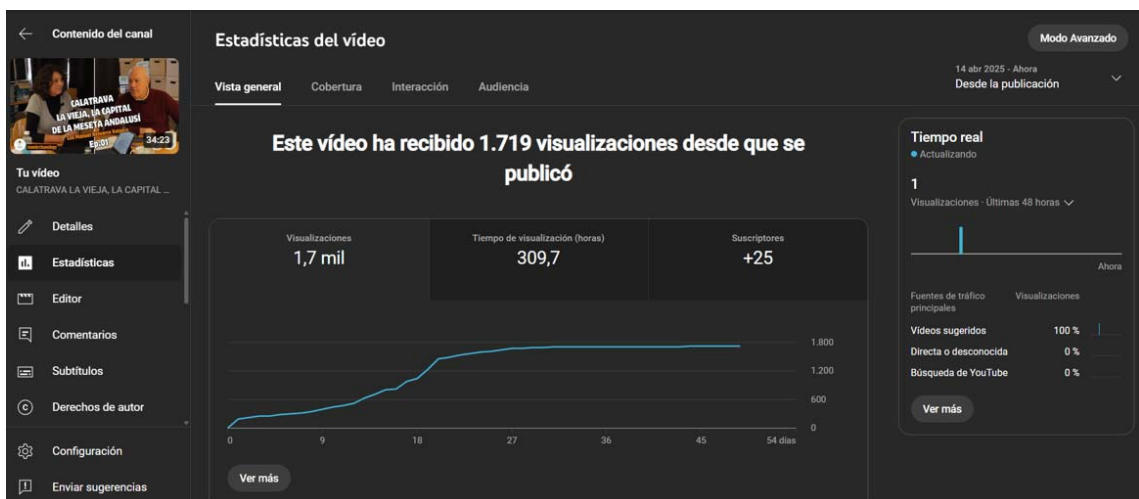 Contenido del canal
CALATRAVA
LA VIEJA, LA CAPITAL
DE LA MESETA ANDALUSÍ
Ep:01
34:23
Tu vídeo
CALATRAVA LA VIEJA, LA CAPITAL ...
Detalles
Estadísticas
Editor
Comentarios
Subtítulos
Derechos de autor
Configuración
Enviar sugerencias
Estadísticas del vídeo
Modo Avanzado
Vista general Cobertura Interacción Audiencia
14 abr 2025 - Ahora
Desde la publicación
Este vídeo ha recibido 1.719 visualizaciones desde que se
publicó
Visualizaciones
1,7 mil
Tiempo de visualización (horas)
309,7
Suscriptores
+25
1.800
1.200
600
0
0 9 18 27 36 45 54 días
Ver más
Tiempo real
Actualizando
1
Visualizaciones · Últimas 48 horas
Ahora
Fuentes de tráfico Visualizaciones
principales
Vídeos sugeridos 100 %
Directa o desconocida 0 %
Búsqueda de YouTube 0 %
Ver más